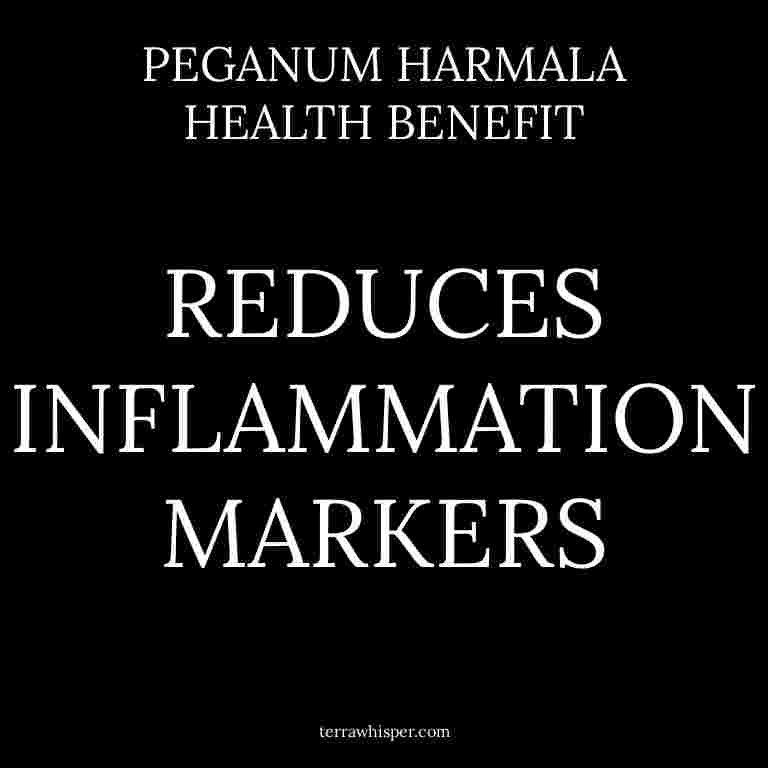 PEGANUM HARMALA
HEALTH BENEFIT
REDUCES
INFLAMMATION
MARKERS
terrawhisper.com